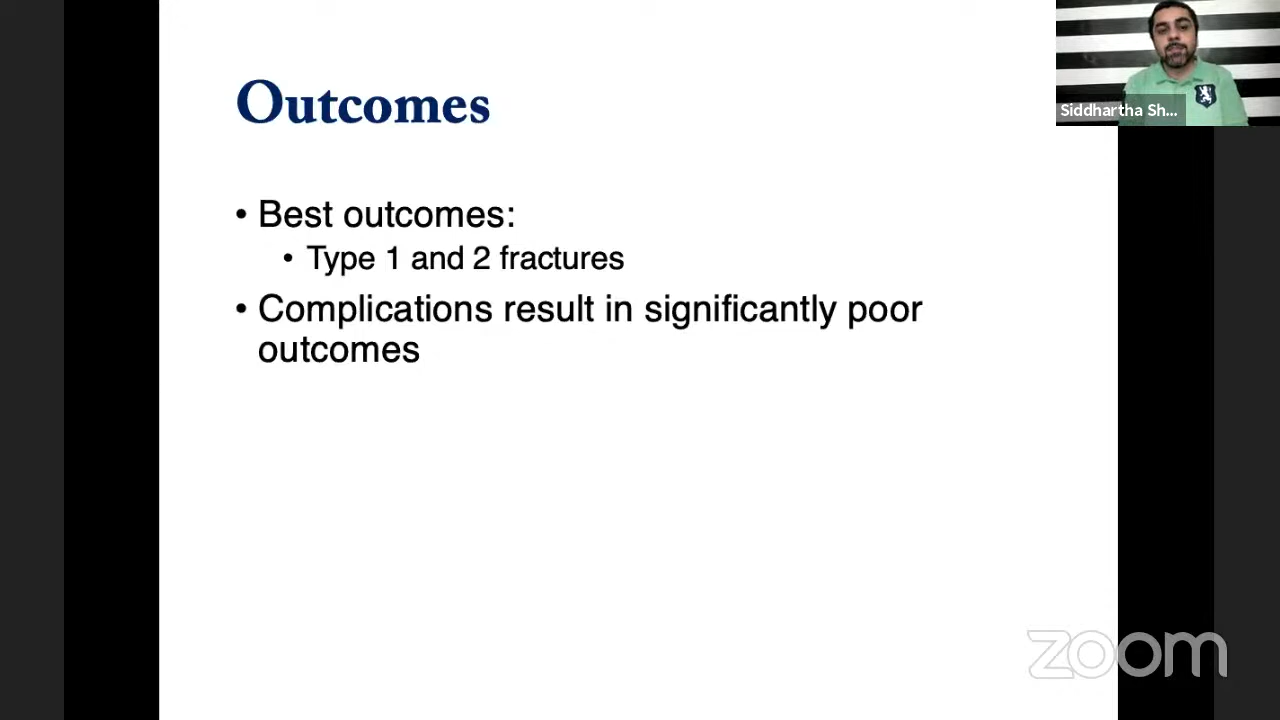 Outcomes
• Best outcomes:
• Type 1 and 2 fractures
• Complications result in significantly poor
outcomes
Siddhartha Sh...
zoom